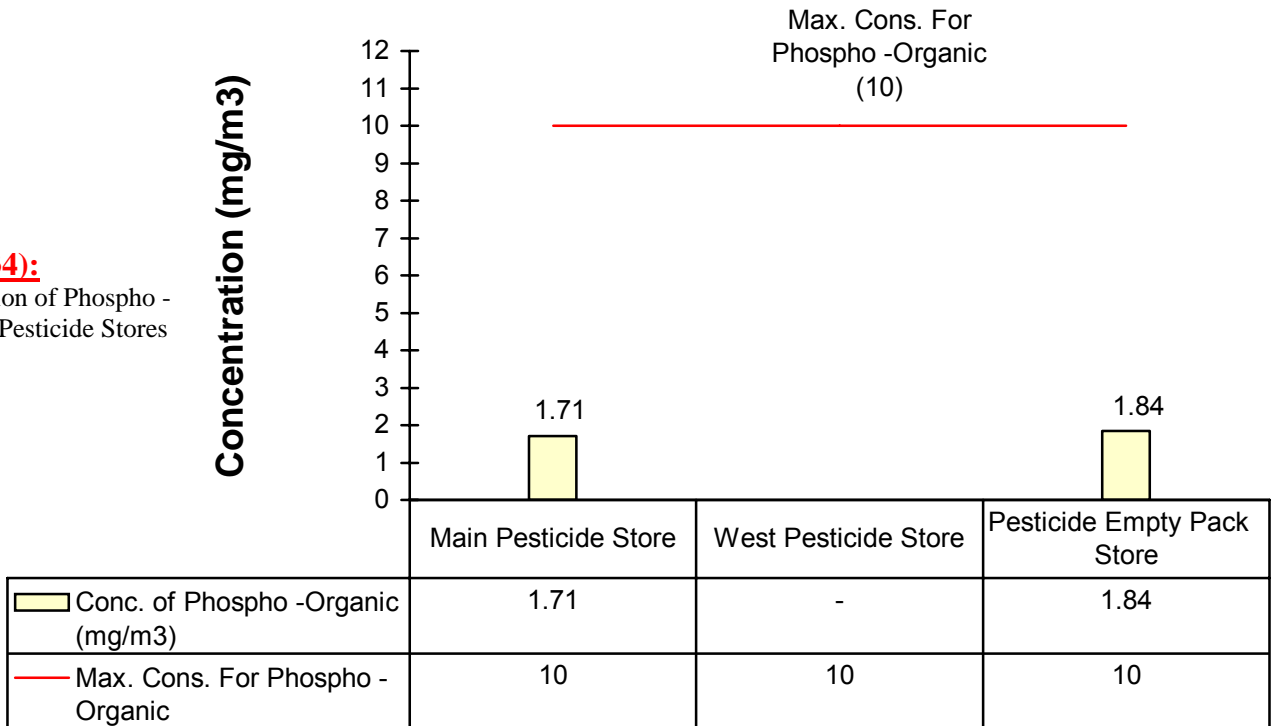 Max. Cons. For
Phospho -Organic
(10)
Concentration (mg/m3)
12
11
10
9
8
7
6
5
4
3
2
1
0
4):
on of Phospho -
Pesticide Stores
1.71
1.84
Main Pesticide Store
West Pesticide Store
Pesticide Empty Pack
Store
Conc. of Phospho -Organic
(mg/m3)
1.71
-
1.84
Max. Cons. For Phospho -
Organic
10
10
10